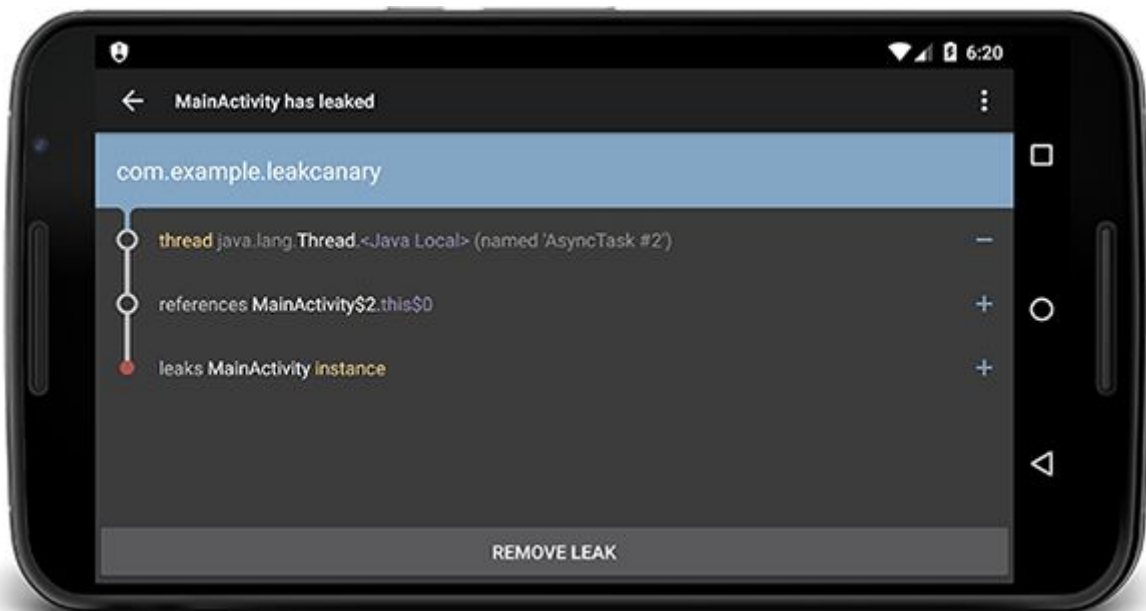 6:20
MainActivity has leaked
com.example.leakcanary
thread java.lang.Thread.<Java Local> (named 'AsyncTask #2')
references MainActivity$2.this$0
leaks MainActivity instance
REMOVE LEAK